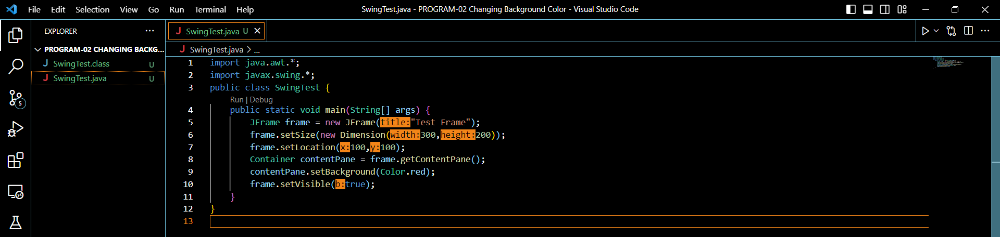 File Edit Selection View Go Run Terminal Help
SwingTest.java - PROGRAM-02 Changing Background Color - Visual Studio Code
EXPLORER ...
PROGRAM-02 CHANGING BACKG...
J SwingTest.class U
J SwingTest.java U
5
J SwingTest.java U
J SwingTest.java > ...
1 import java.awt.*;
2 import javax.swing.*;
3 public class SwingTest {
Run | Debug
4 public static void main(String[] args) {
5 JFrame frame = new JFrame(title:"Test Frame");
6 frame.setSize(new Dimension(width:300,height:200));
7 frame.setLocation(x:100,y:100);
8 Container contentPane = frame.getContentPane();
9 contentPane.setBackground(Color.red);
10 frame.setVisible(b:true);
11 }
12 }
13